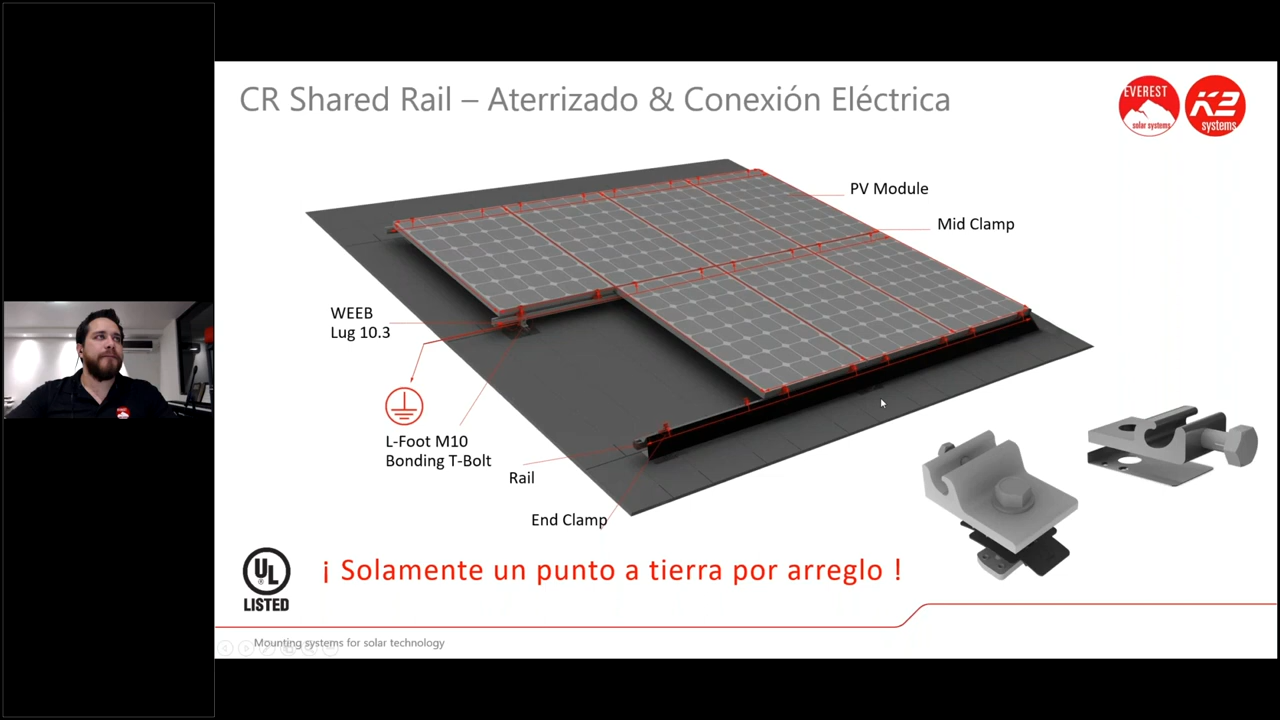 CR Shared Rail – Aterrizado & Conexión Eléctrica
EVEREST
solar systems
K2
systems
PV Module
Mid Clamp
WEEB
Lug 10.3
L-Foot M10
Bonding T-Bolt
Rail
End Clamp
UL
®
LISTED
¡ Solamente un punto a tierra por arreglo !
Mounting systems for solar technology